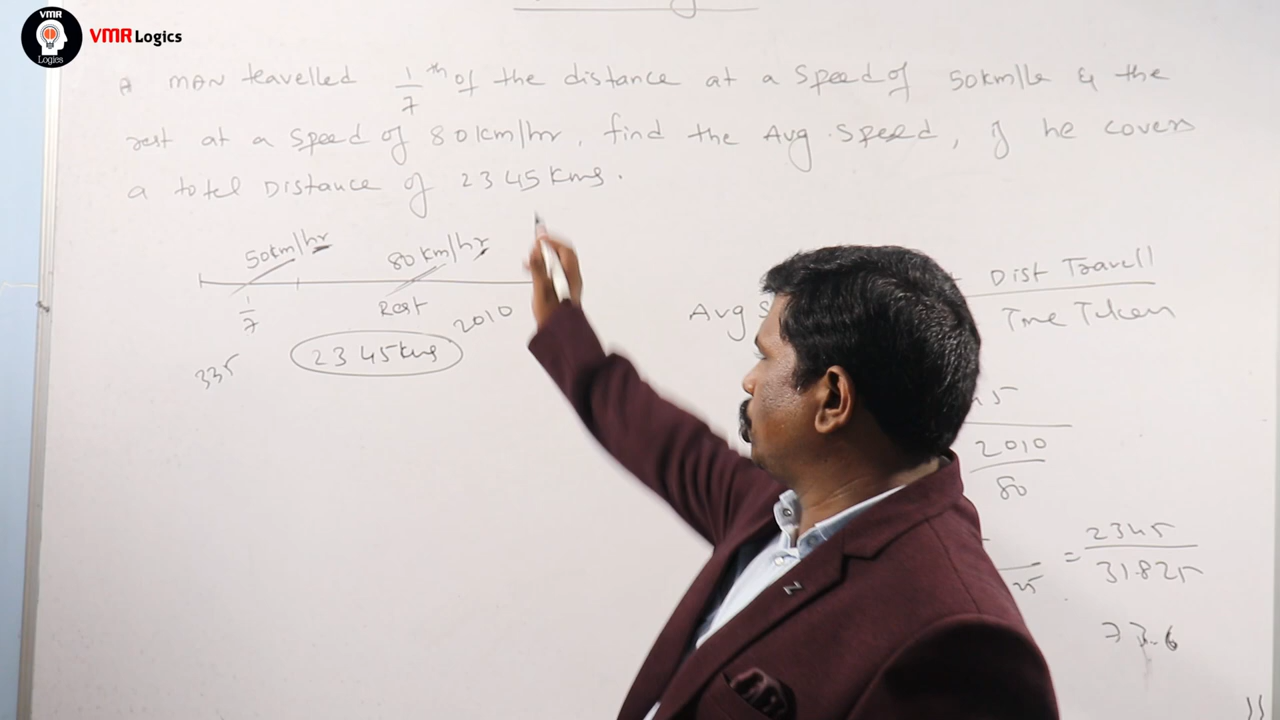 VMR
Logics
VMR Logics
A MAN travelled 1/7 th of the distance at a speed of 50km/hr & the
rest at a speed of 80km/hr, find the Avg. speed, if he covers
a total Distance of 2345 Kms.
50km/hr 80 km/hr
1/7 Rest 2010
335 2345kms
Avg Dist Travell
Time Taken
2010
80
25 = 2345
31.825
73.6
N